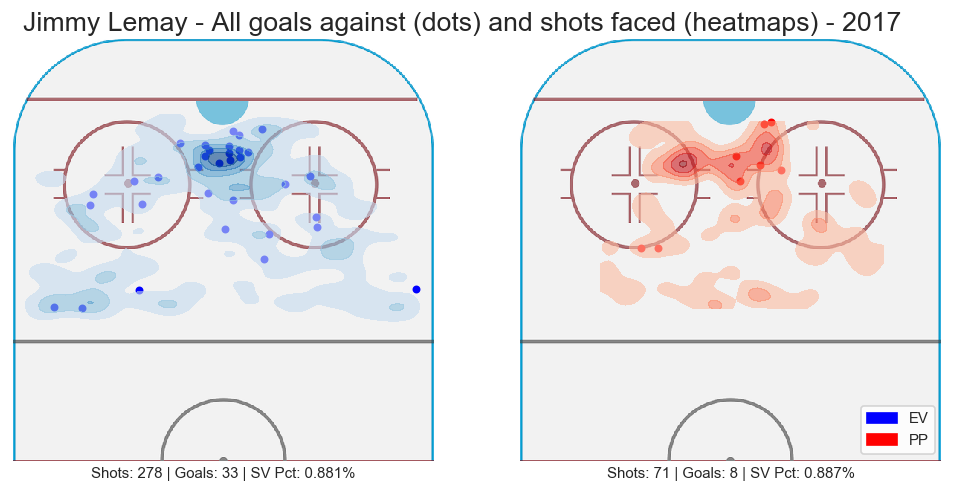 Jimmy Lemay - All goals against (dots) and shots faced (heatmaps) - 2017
EV
PP
Shots: 278 | Goals: 33 | SV Pct: 0.881%
Shots: 71 | Goals: 8 | SV Pct: 0.887%